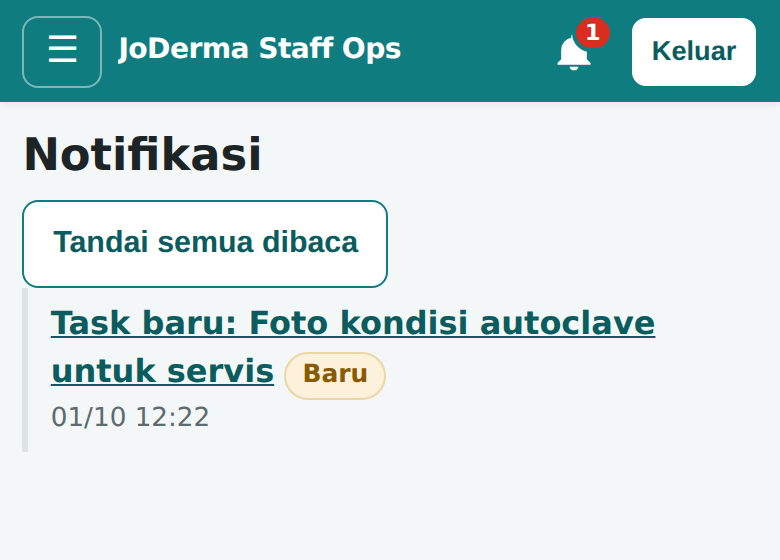 ☰ JoDerma Staff Ops 1 Keluar
Notifikasi
Tandai semua dibaca
Task baru: Foto kondisi autoclave
untuk servis Baru
01/10 12:22